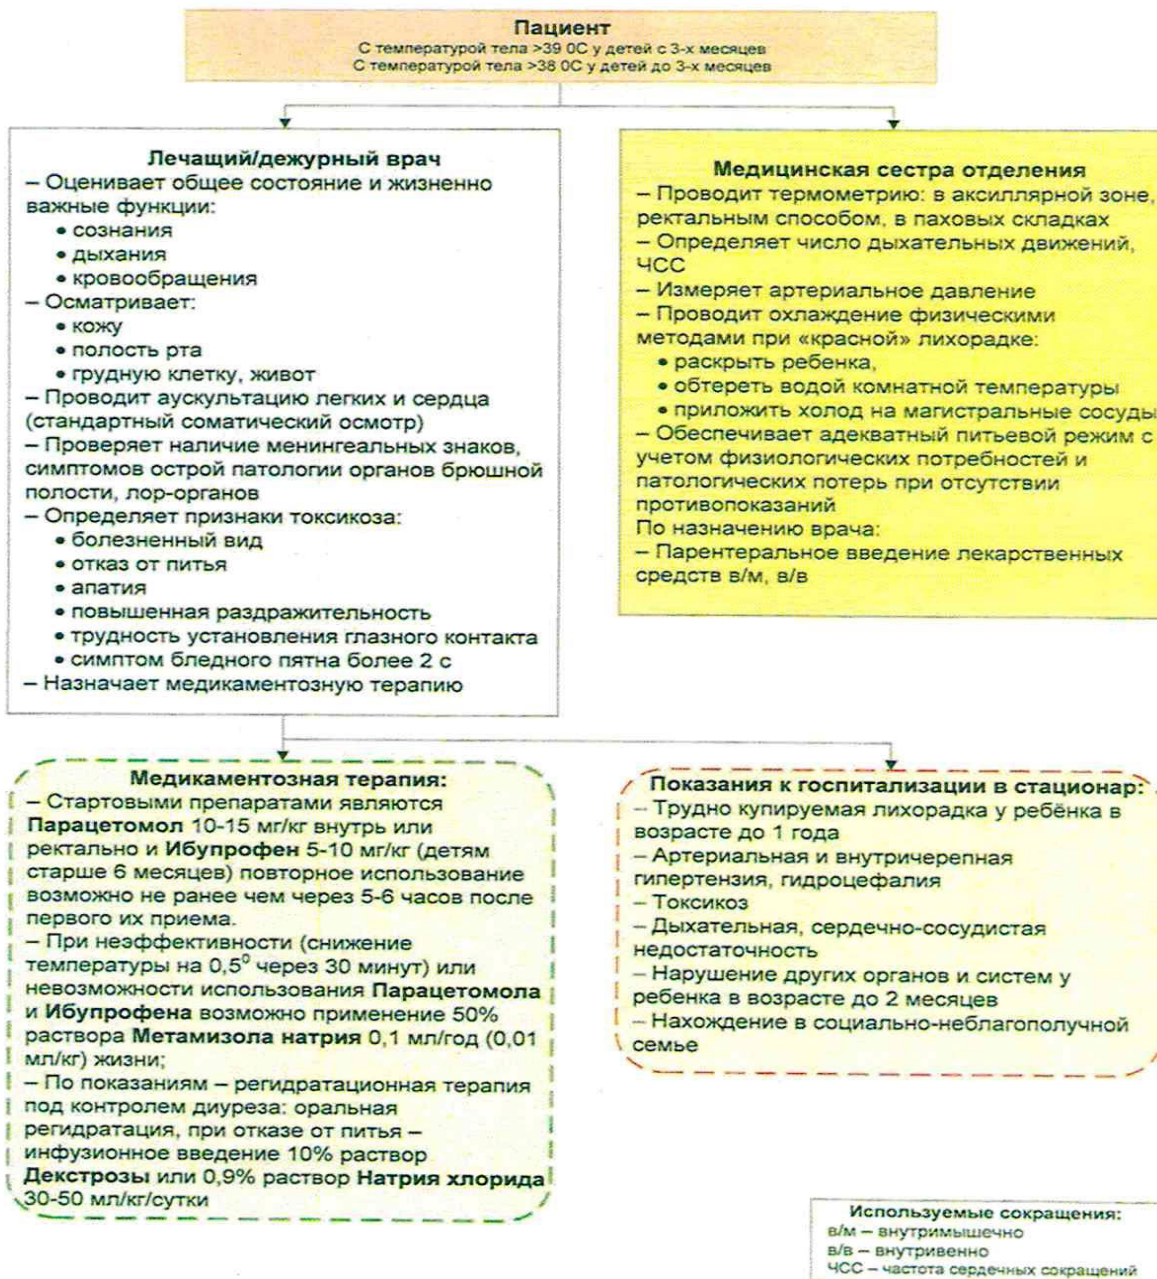 Пациент
С температурой тела >39 0С у детей с 3-х месяцев
С температурой тела >38 0С у детей до 3-х месяцев
Лечащий/дежурный врач
– Оценивает общее состояние и жизненно
важные функции:
• сознания
• дыхания
• кровообращения
– Осматривает:
• кожу
• полость рта
• грудную клетку, живот
– Проводит аускультацию легких и сердца
(стандартный соматический осмотр)
– Проверяет наличие менингеальных знаков,
симптомов острой патологии органов брюшной
полости, лор-органов
– Определяет признаки токсикоза:
• болезненный вид
• отказ от питья
• апатия
• повышенная раздражительность
• трудность установления глазного контакта
• симптом бледного пятна более 2 с
– Назначает медикаментозную терапию
Медицинская сестра отделения
– Проводит термометрию: в аксиллярной зоне,
ректальным способом, в паховых складках
– Определяет число дыхательных движений,
ЧСС
– Измеряет артериальное давление
– Проводит охлаждение физическими
методами при «красной» лихорадке:
• раскрыть ребенка,
• обтереть водой комнатной температуры
• приложить холод на магистральные сосуды
– Обеспечивает адекватный питьевой режим с
учетом физиологических потребностей и
патологических потерь при отсутствии
противопоказаний
По назначению врача:
– Парентеральное введение лекарственных
средств в/м, в/в
Медикаментозная терапия:
– Стартовыми препаратами являются
Парацетомол 10-15 мг/кг внутрь или
ректально и Ибупрофен 5-10 мг/кг (детям
старше 6 месяцев) повторное использование
возможно не ранее чем через 5-6 часов после
первого их приема.
– При неэффективности (снижение
температуры на 0,5⁰ через 30 минут) или
невозможности использования Парацетомола
и Ибупрофена возможно применение 50%
раствора Метамизола натрия 0,1 мл/год (0,01
мл/кг) жизни;
– По показаниям – регидратационная терапия
под контролем диуреза: оральная
регидратация, при отказе от питья –
инфузионное введение 10% раствор
Декстрозы или 0,9% раствор Натрия хлорида
30-50 мл/кг/сутки
Показания к госпитализации в стационар:
– Трудно купируемая лихорадка у ребёнка в
возрасте до 1 года
– Артериальная и внутричерепная
гипертензия, гидроцефалия
– Токсикоз
– Дыхательная, сердечно-сосудистая
недостаточность
– Нарушение других органов и систем у
ребенка в возрасте до 2 месяцев
– Нахождение в социально-неблагополучной
семье
Используемые сокращения:
в/м – внутримышечно
в/в – внутривенно
ЧСС – частота сердечных сокращений